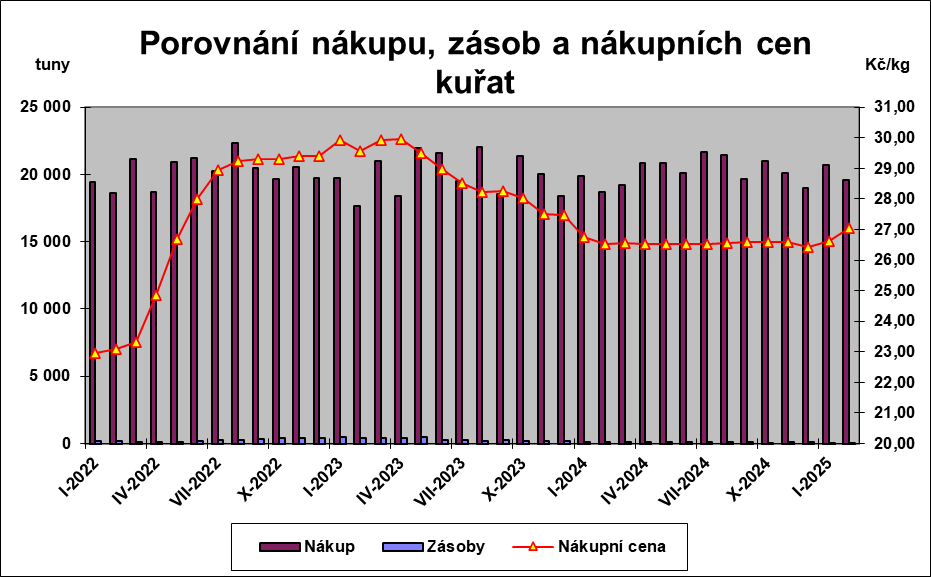 Porovnání nákupu, zásob a nákupních cen
kuřat
tuny
Kč/kg
25 000
20 000
15 000
10 000
5 000
0
31,00
30,00
29,00
28,00
27,00
26,00
25,00
24,00
23,00
22,00
21,00
20,00
I-2022
IV-2022
VII-2022
X-2022
I-2023
IV-2023
VII-2023
X-2023
I-2024
IV-2024
VII-2024
X-2024
I-2025
Nákup
Zásoby
Nákupní cena